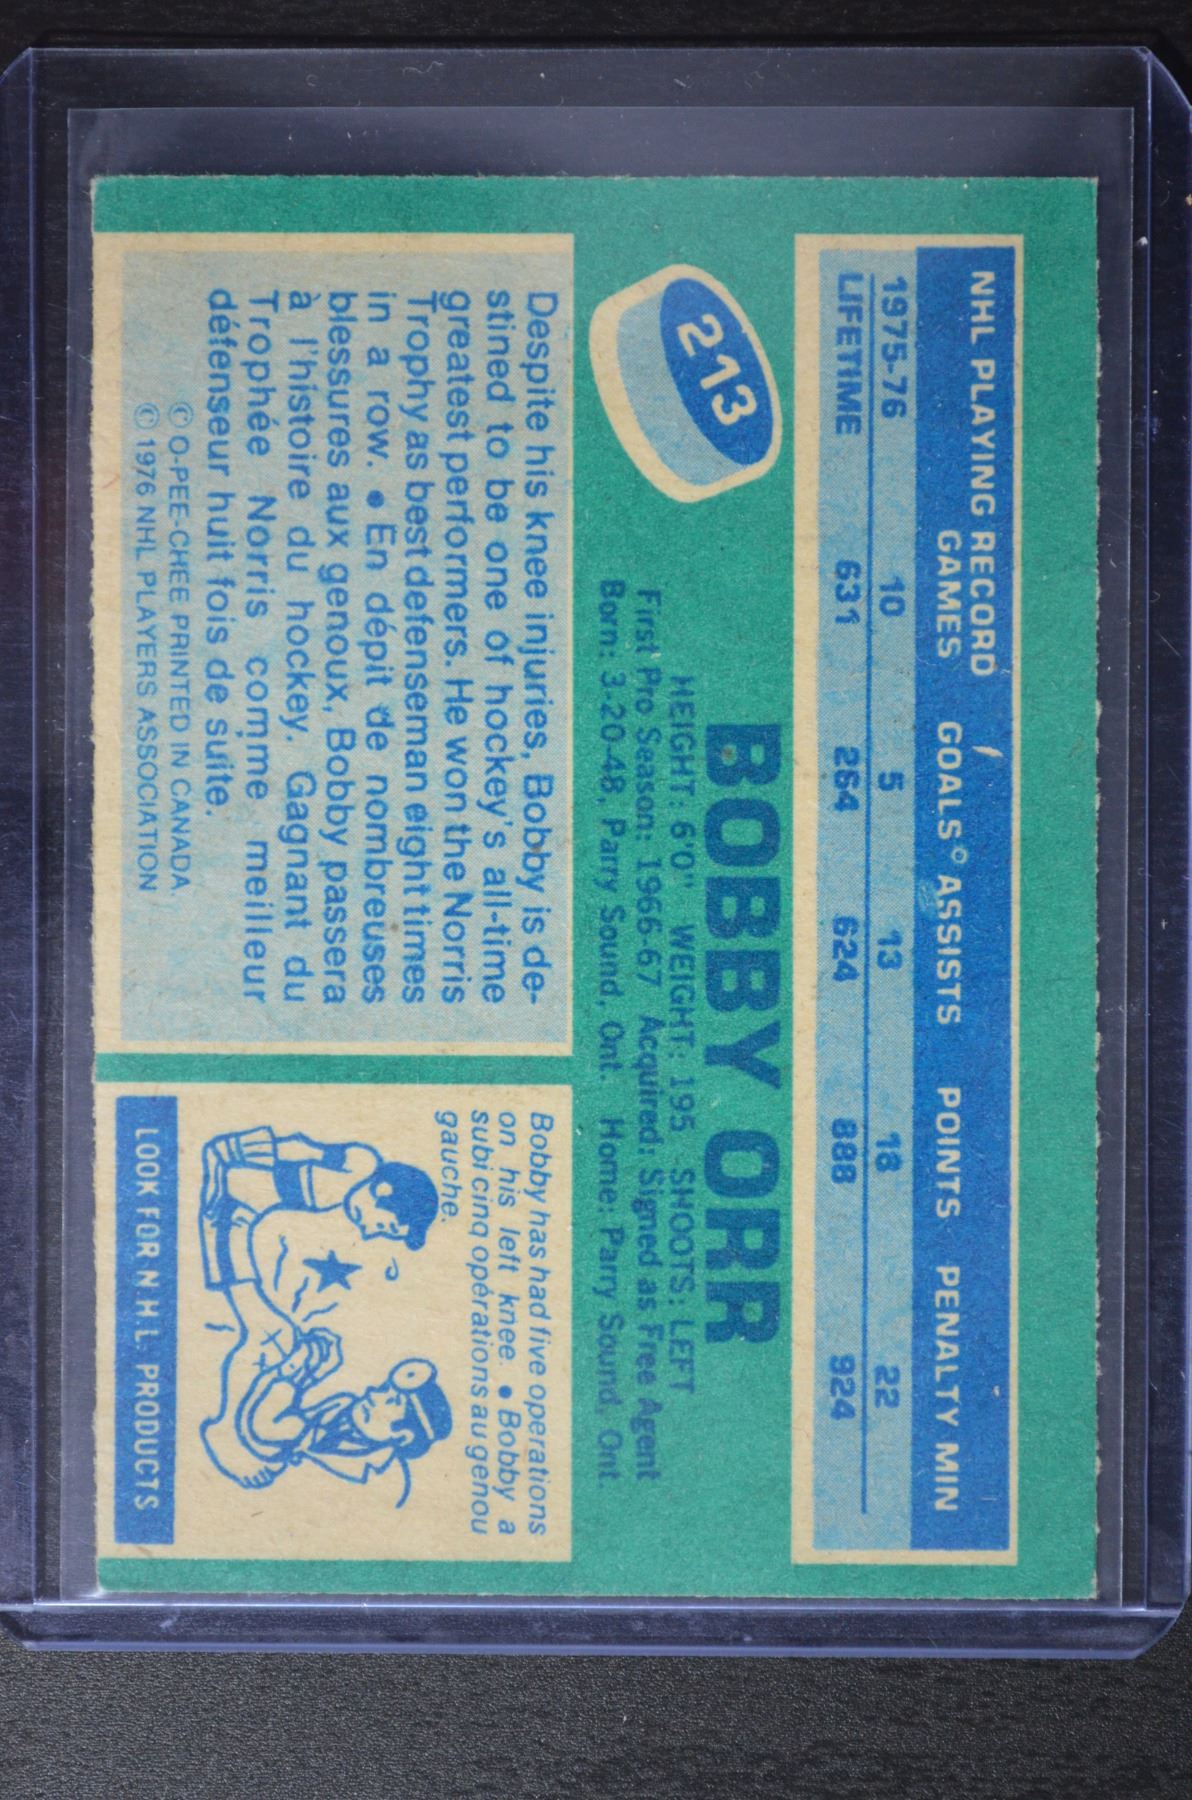 NHL PLAYING RECORD
GAMES GOALS ASSISTS POINTS PENALTY MIN
1975-76 10 5 13 18 22
LIFETIME 631 264 624 888 924
213
BOBBY ORR
HEIGHT: 6'0" WEIGHT: 195 SHOOTS: LEFT
First Pro Season: 1966-67 Acquired: Signed as Free Agent
Born: 3-20-48, Parry Sound, Ont. Home: Parry Sound, Ont.
Despite his knee injuries, Bobby is de-
stined to be one of hockey's all-time
greatest performers. He won the Norris
Trophy as best defenseman eight times
in a row. • En dépit de nombreuses
blessures aux genoux, Bobby passera
à l'histoire du hockey. Gagnant du
Trophée Norris comme meilleur
défenseur huit fois de suite.
© O-PEE-CHEE PRINTED IN CANADA
© 1976 NHL PLAYERS ASSOCIATION
Bobby has had five operations
on his left knee. • Bobby a
subi cinq opérations au genou
gauche.
LOOK FOR N.H.L. PRODUCTS